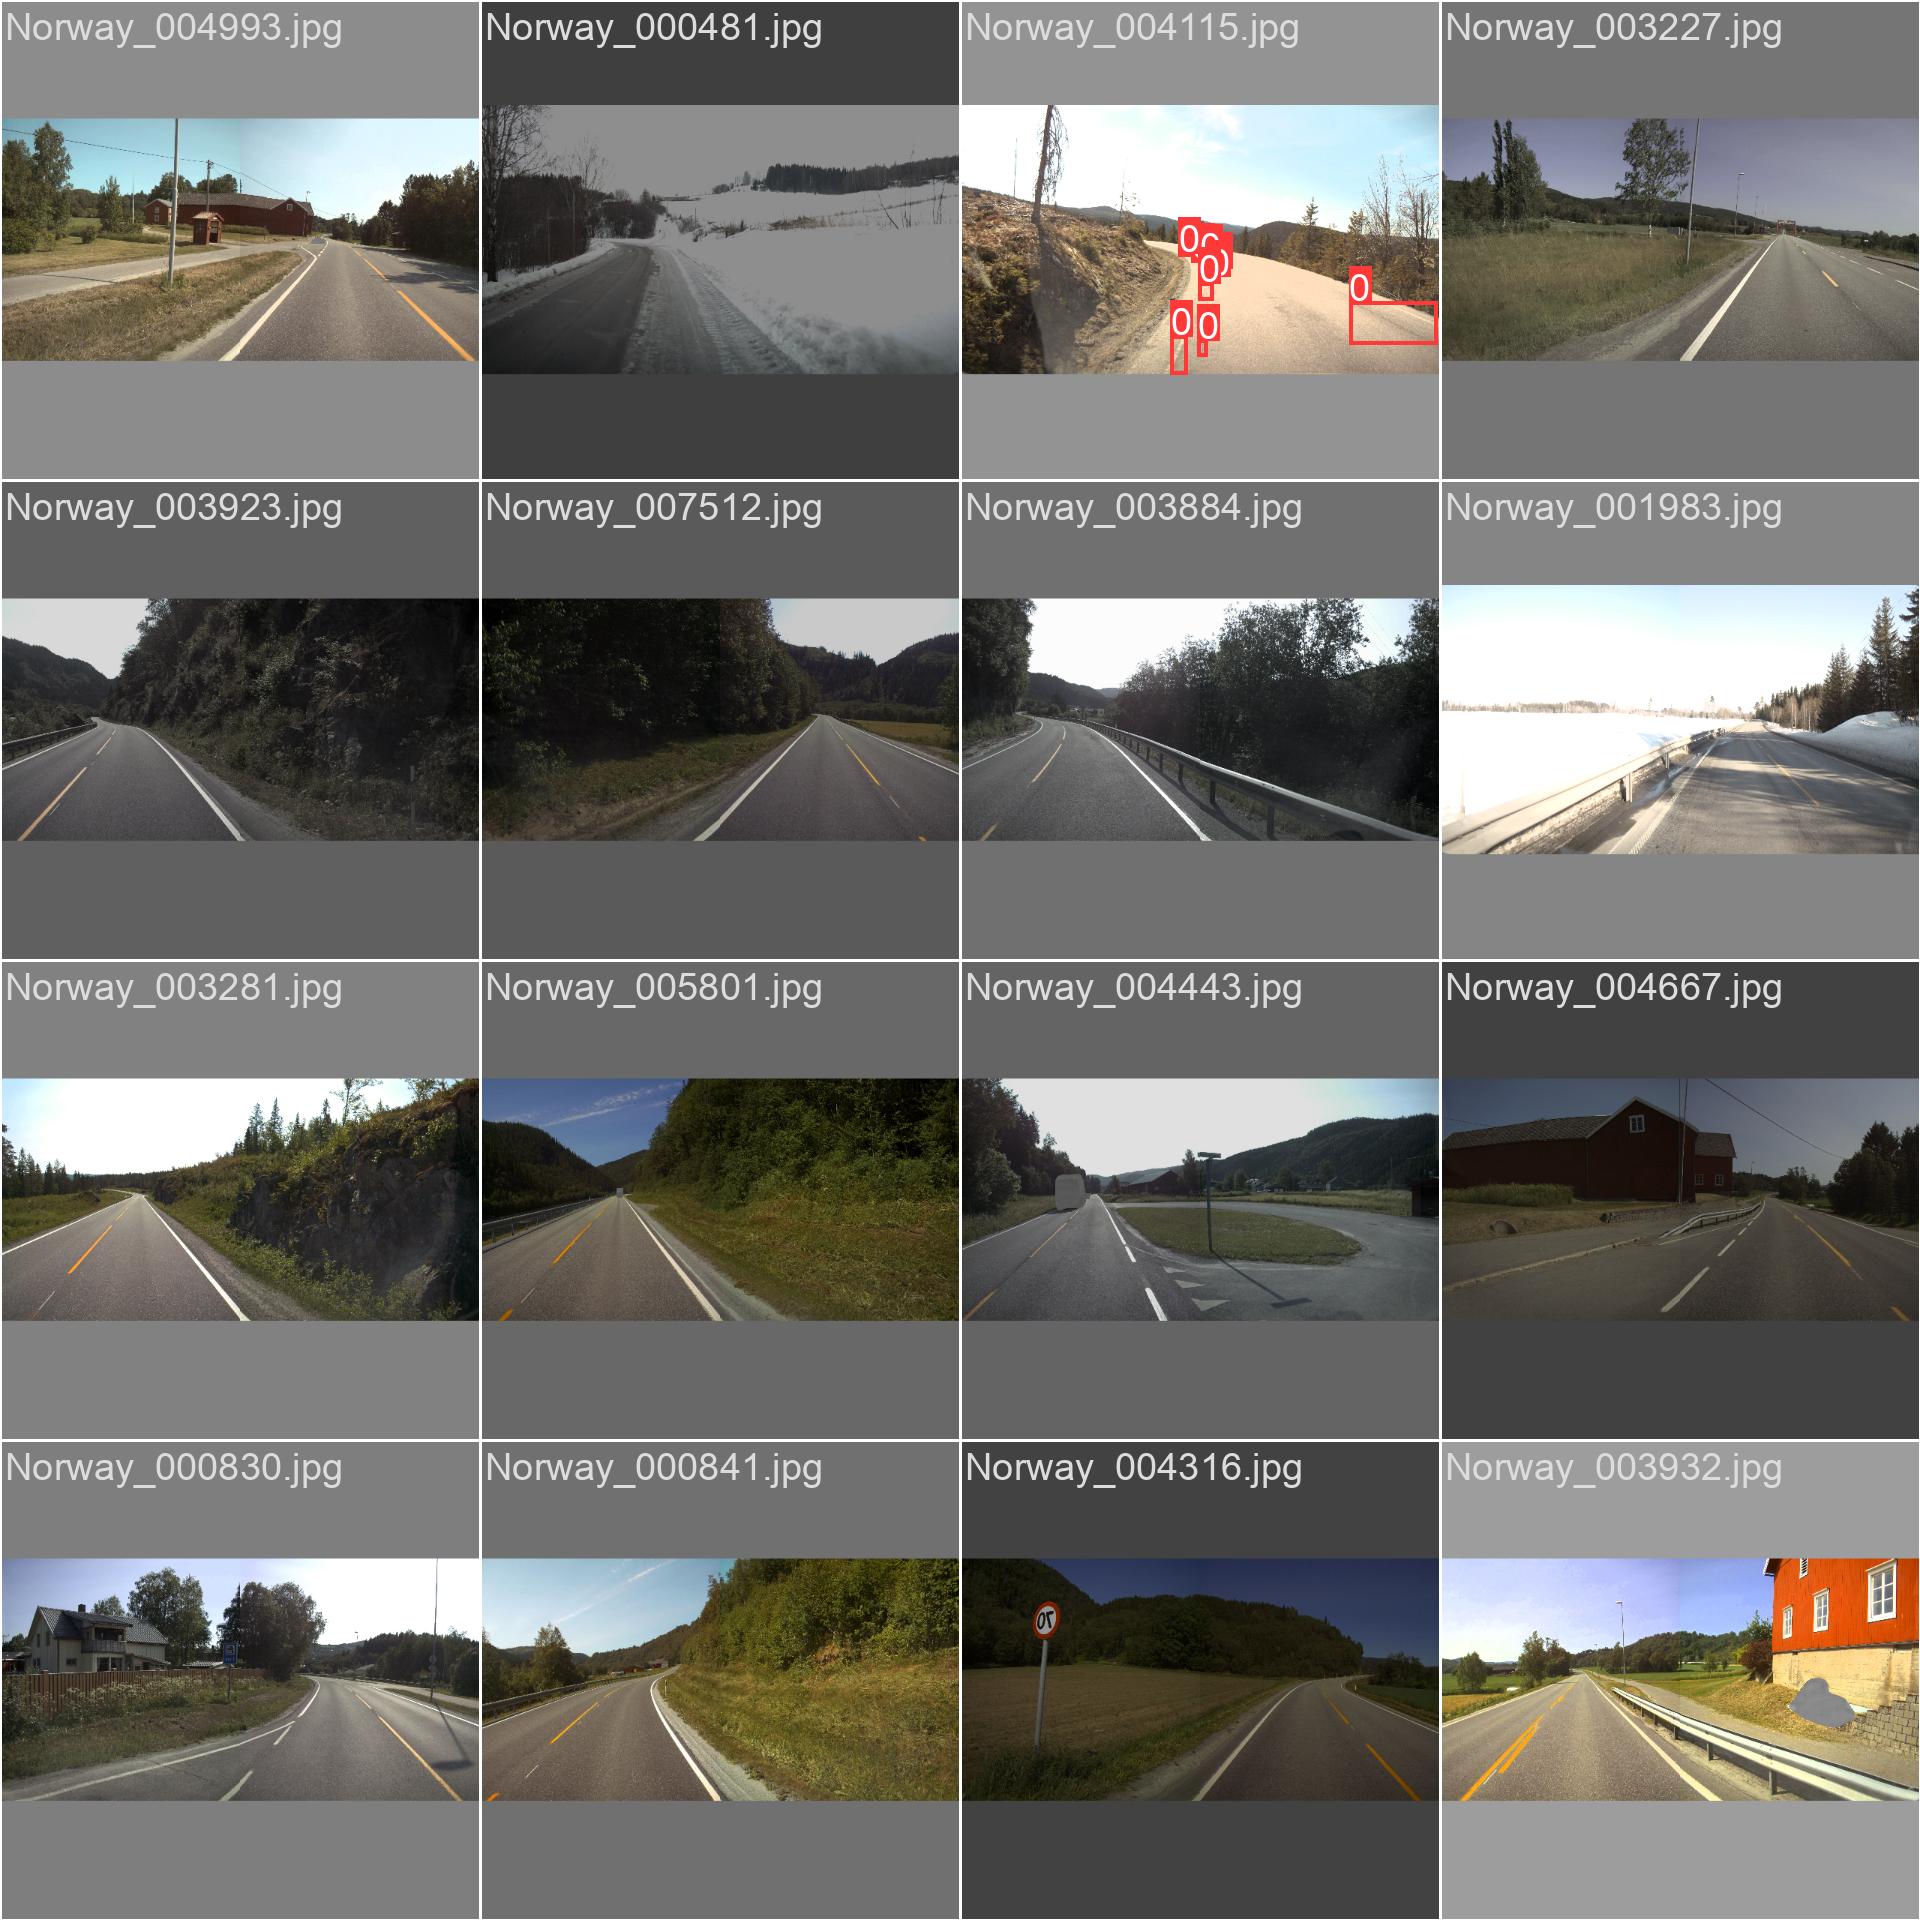 Norway_004993.jpg
Norway_000481.jpg
Norway_004115.jpg
Norway_003227.jpg
0
0
0
0
0
0
0
Norway_003923.jpg
Norway_007512.jpg
Norway_003884.jpg
Norway_001983.jpg
Norway_003281.jpg
Norway_005801.jpg
Norway_004443.jpg
Norway_004667.jpg
Norway_000830.jpg
Norway_000841.jpg
Norway_004316.jpg
Norway_003932.jpg
70